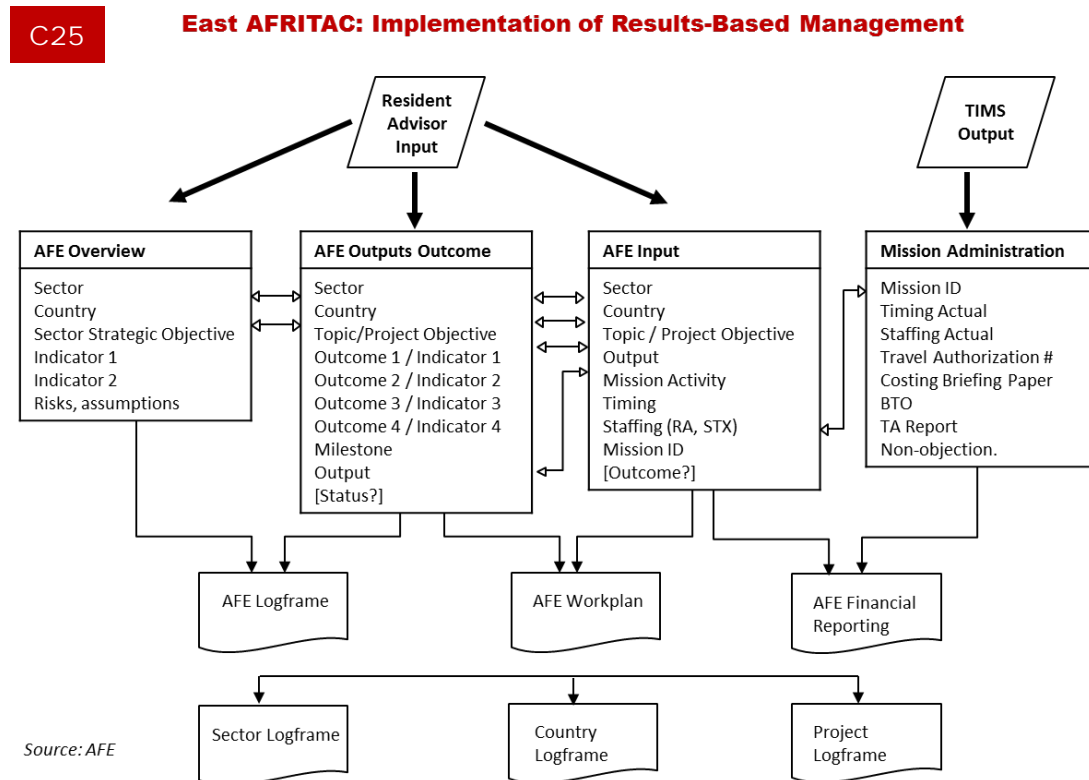 C25
East AFRITAC: Implementation of Results-Based Management
Resident
Advisor
Input
TIMS
Output
AFE Overview
Sector
Country
Sector Strategic Objective
Indicator 1
Indicator 2
Risks, assumptions
AFE Outputs Outcome
Sector
Country
Topic/Project Objective
Outcome 1 / Indicator 1
Outcome 2 / Indicator 2
Outcome 3 / Indicator 3
Outcome 4 / Indicator 4
Milestone
Output
[Status?]
AFE Input
Sector
Country
Topic / Project Objective
Output
Mission Activity
Timing
Staffing (RA, STX)
Mission ID
[Outcome?]
Mission Administration
Mission ID
Timing Actual
Staffing Actual
Travel Authorization #
Costing Briefing Paper
BTO
TA Report
Non-objection.
AFE Logframe
AFE Workplan
AFE Financial
Reporting
Sector Logframe
Country
Logframe
Project
Logframe
Source: AFE